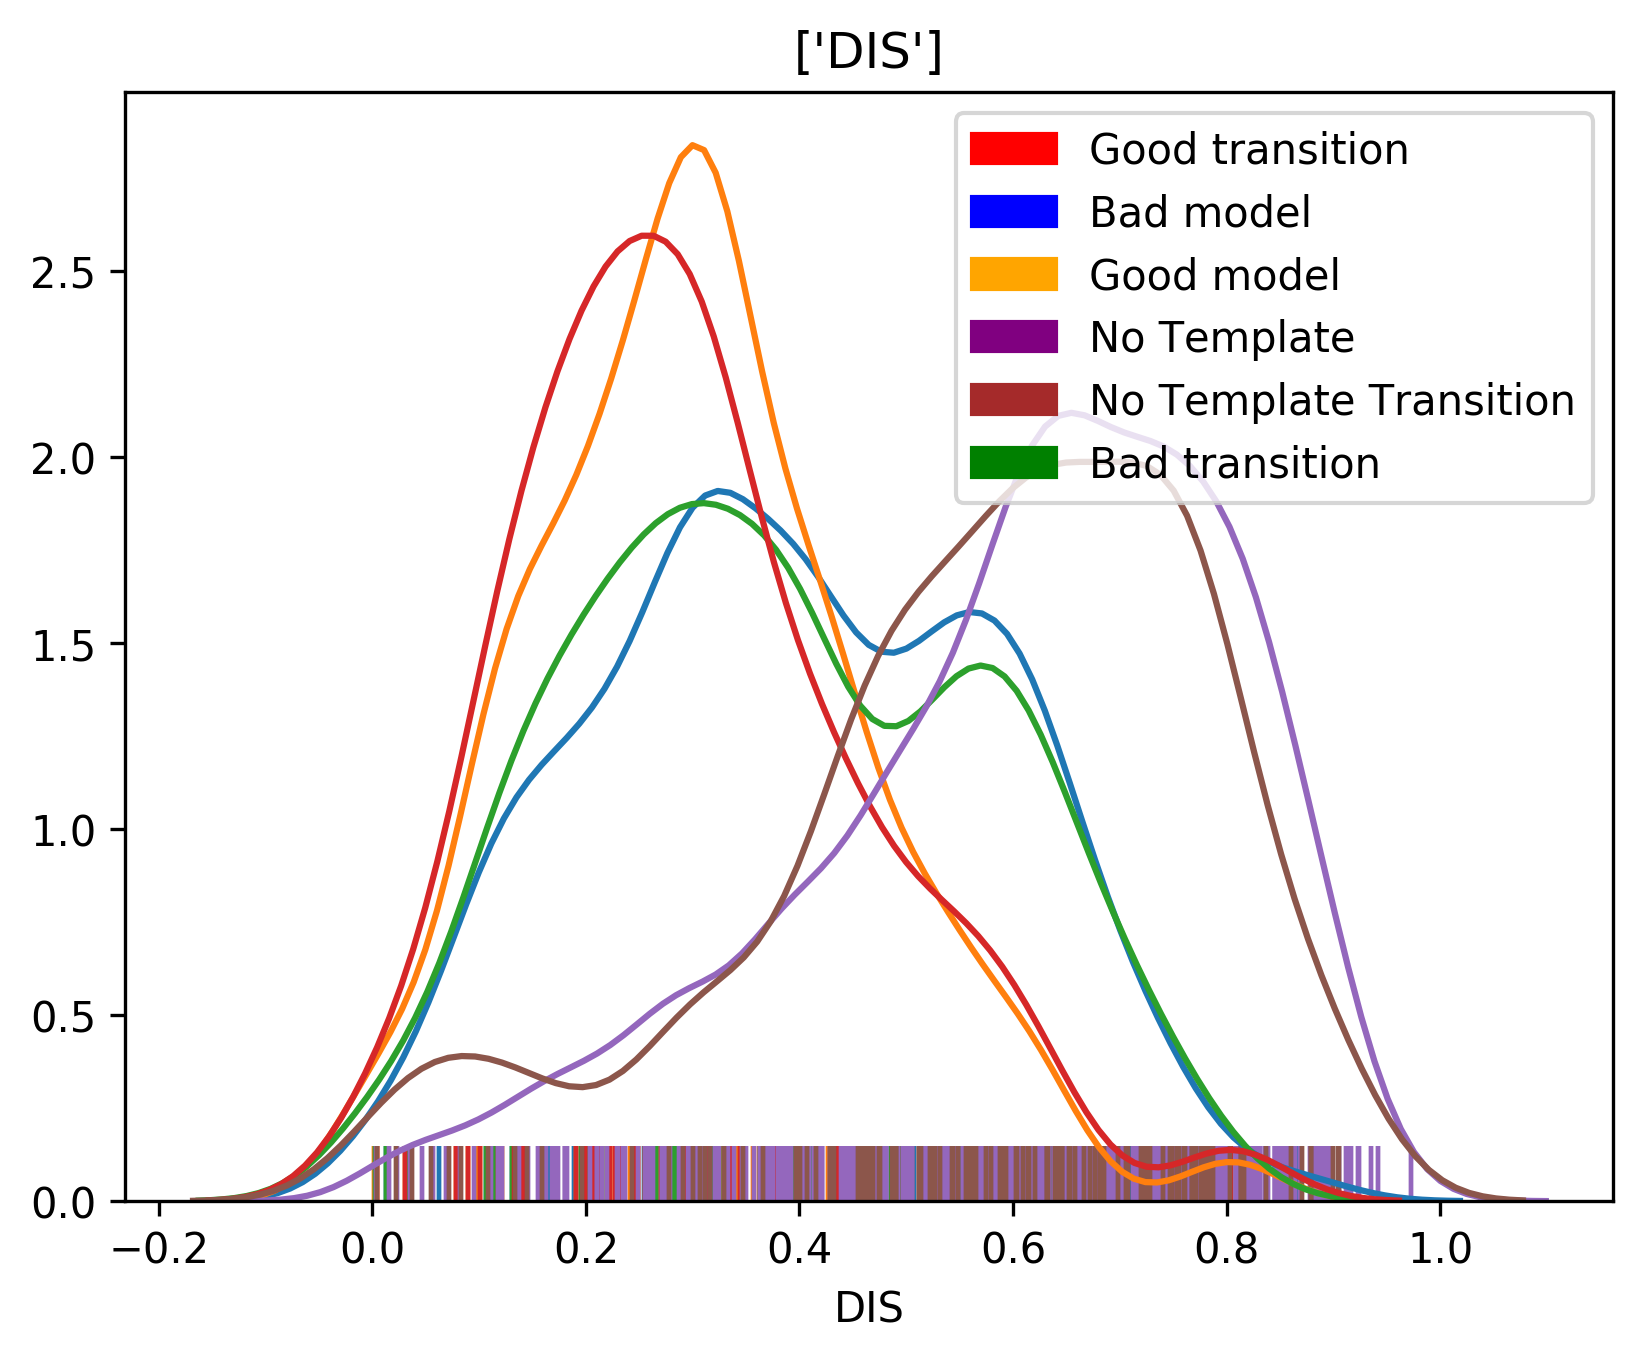 ['DIS']
Good transition
Bad model
Good model
No Template
No Template Transition
Bad transition
2.5
2.0
1.5
1.0
0.5
0.0
−0.2 0.0 0.2 0.4 0.6 0.8 1.0
DIS